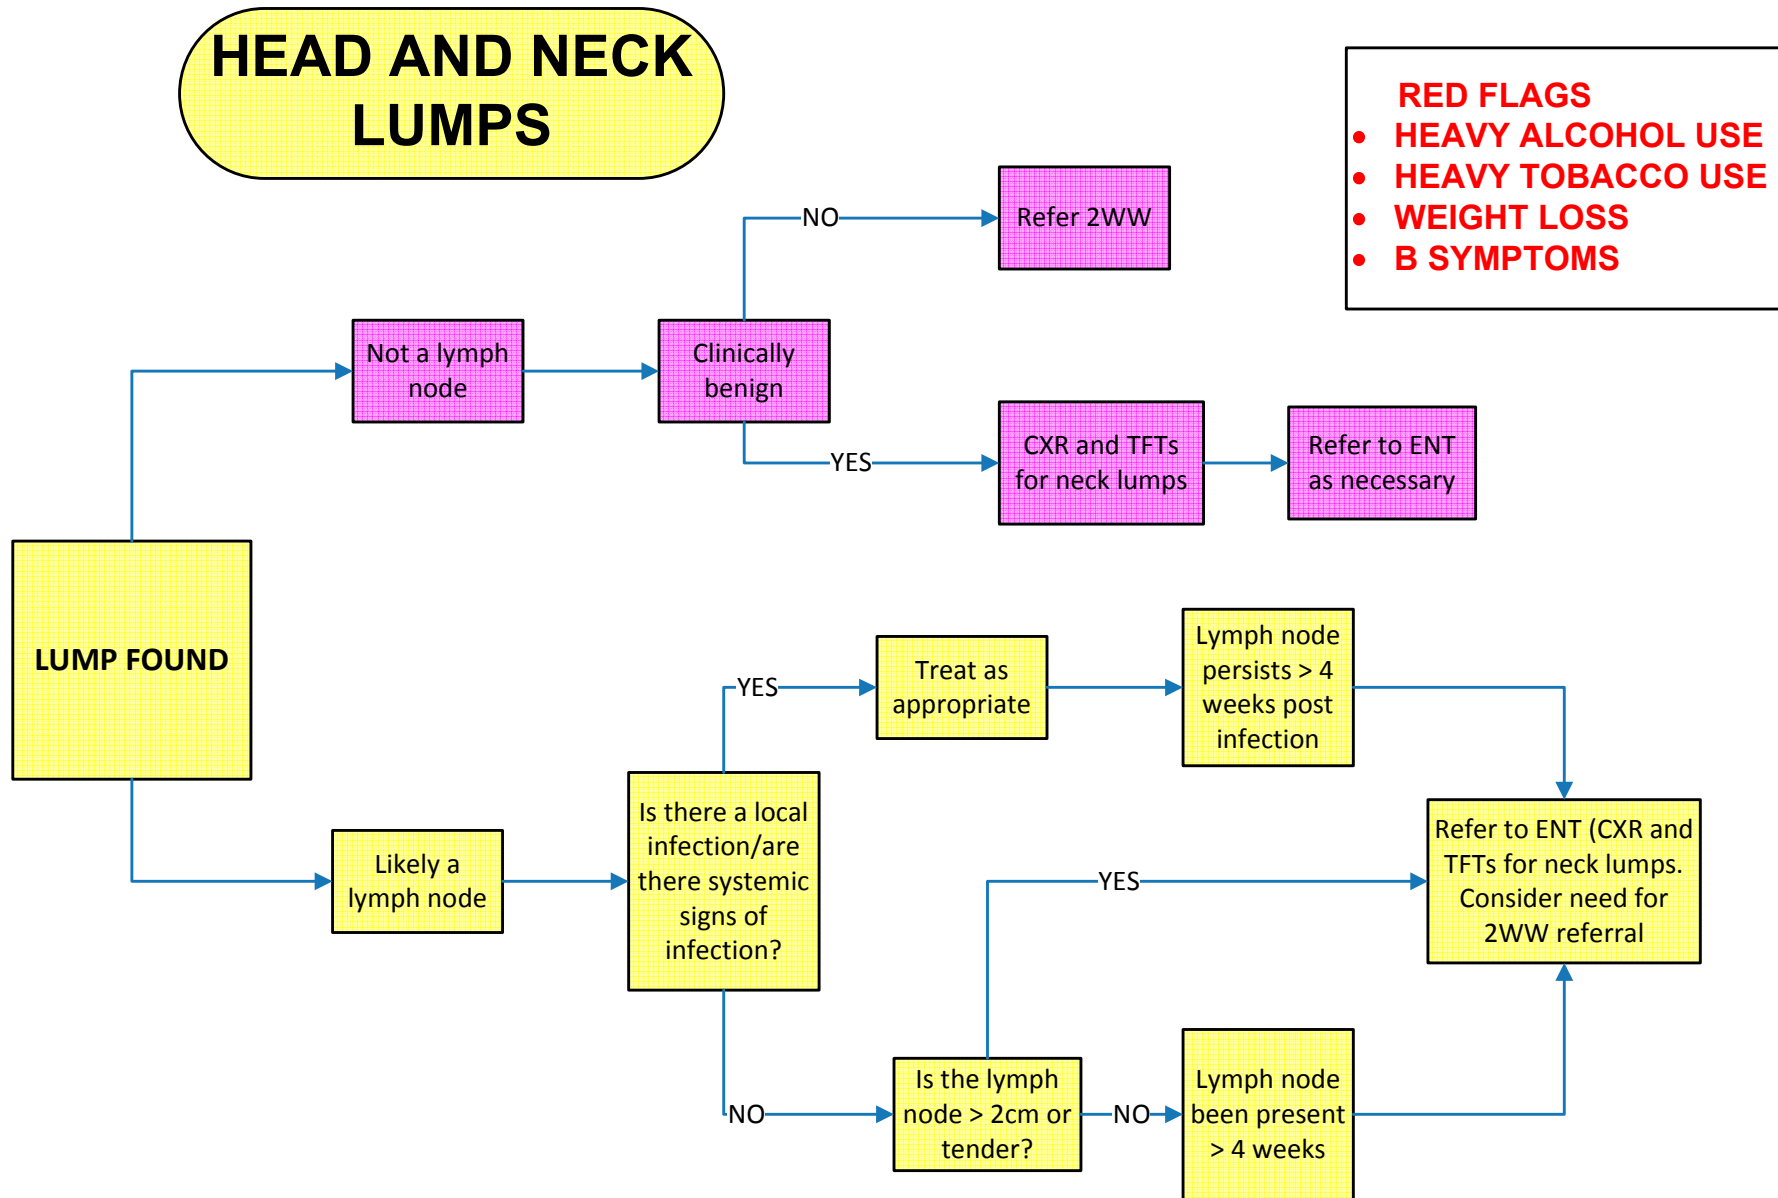 HEAD AND NECK
LUMPS
RED FLAGS
• HEAVY ALCOHOL USE
• HEAVY TOBACCO USE
• WEIGHT LOSS
• B SYMPTOMS
NO
Refer 2WW
Not a lymph
node
Clinically
benign
YES
CXR and TFTs
for neck lumps
Refer to ENT
as necessary
LUMP FOUND
Likely a
lymph node
Is there a local
infection/are
there systemic
signs of
infection?
YES
Treat as
appropriate
Lymph node
persists > 4
weeks post
infection
Refer to ENT (CXR and
TFTs for neck lumps.
Consider need for
2WW referral
YES
NO
Is the lymph
node > 2cm or
tender?
NO
Lymph node
been present
> 4 weeks